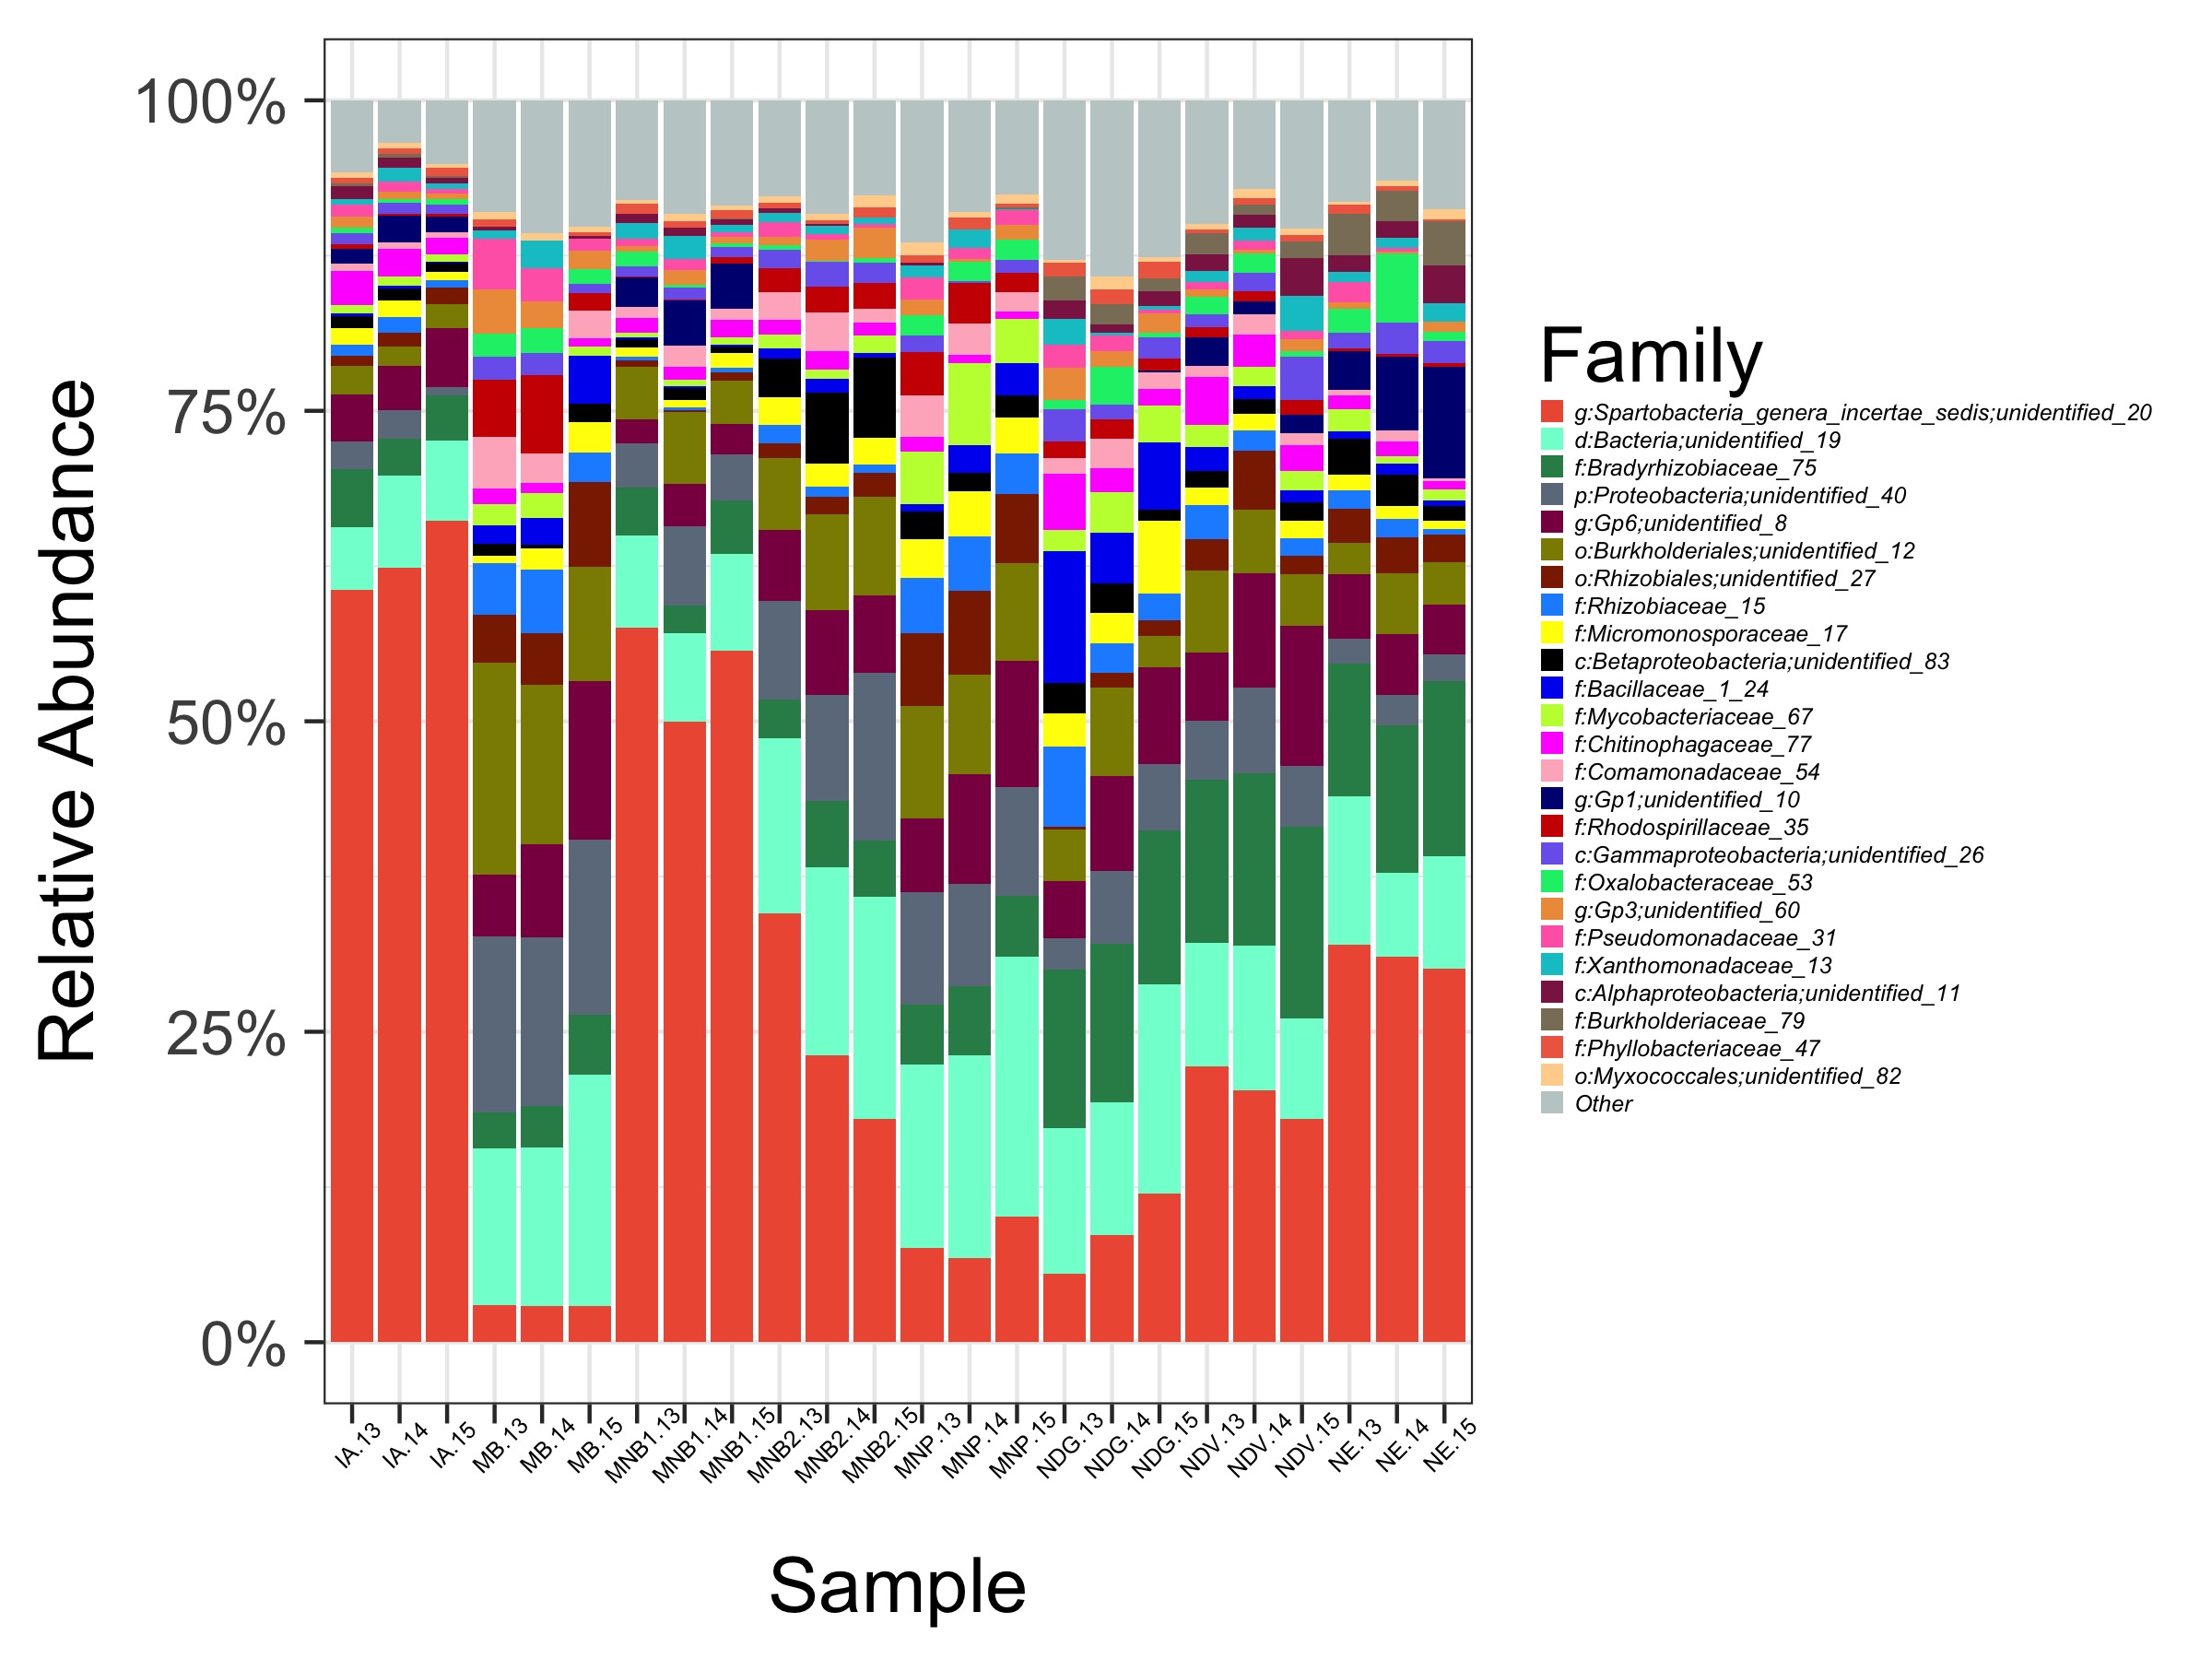 Relative Abundance
100%
75%
50%
25%
0%
IA.13
IA.14
IA.15
MB.13
MB.14
MB.15
MNB1.13
MNB1.14
MNB1.15
MNB2.13
MNB2.14
MNB2.15
MNP.13
MNP.14
MNP.15
NDG.13
NDG.14
NDG.15
NDV.13
NDV.14
NDV.15
NE.13
NE.14
NE.15
Sample
Family
g:Spartobacteria_genera_incertae_sedis;unidentified_20
d:Bacteria;unidentified_19
f:Bradyrhizobiaceae_75
p:Proteobacteria;unidentified_40
g:Gp6;unidentified_8
o:Burkholderiales;unidentified_12
o:Rhizobiales;unidentified_27
f:Rhizobiaceae_15
f:Micromonosporaceae_17
c:Betaproteobacteria;unidentified_83
f:Bacillaceae_1_24
f:Mycobacteriaceae_67
f:Chitinophagaceae_77
f:Comamonadaceae_54
g:Gp1;unidentified_10
f:Rhodospirillaceae_35
c:Gammaproteobacteria;unidentified_26
f:Oxalobacteraceae_53
g:Gp3;unidentified_60
f:Pseudomonadaceae_31
f:Xanthomonadaceae_13
c:Alphaproteobacteria;unidentified_11
f:Burkholderiaceae_79
f:Phyllobacteriaceae_47
o:Myxococcales;unidentified_82
Other